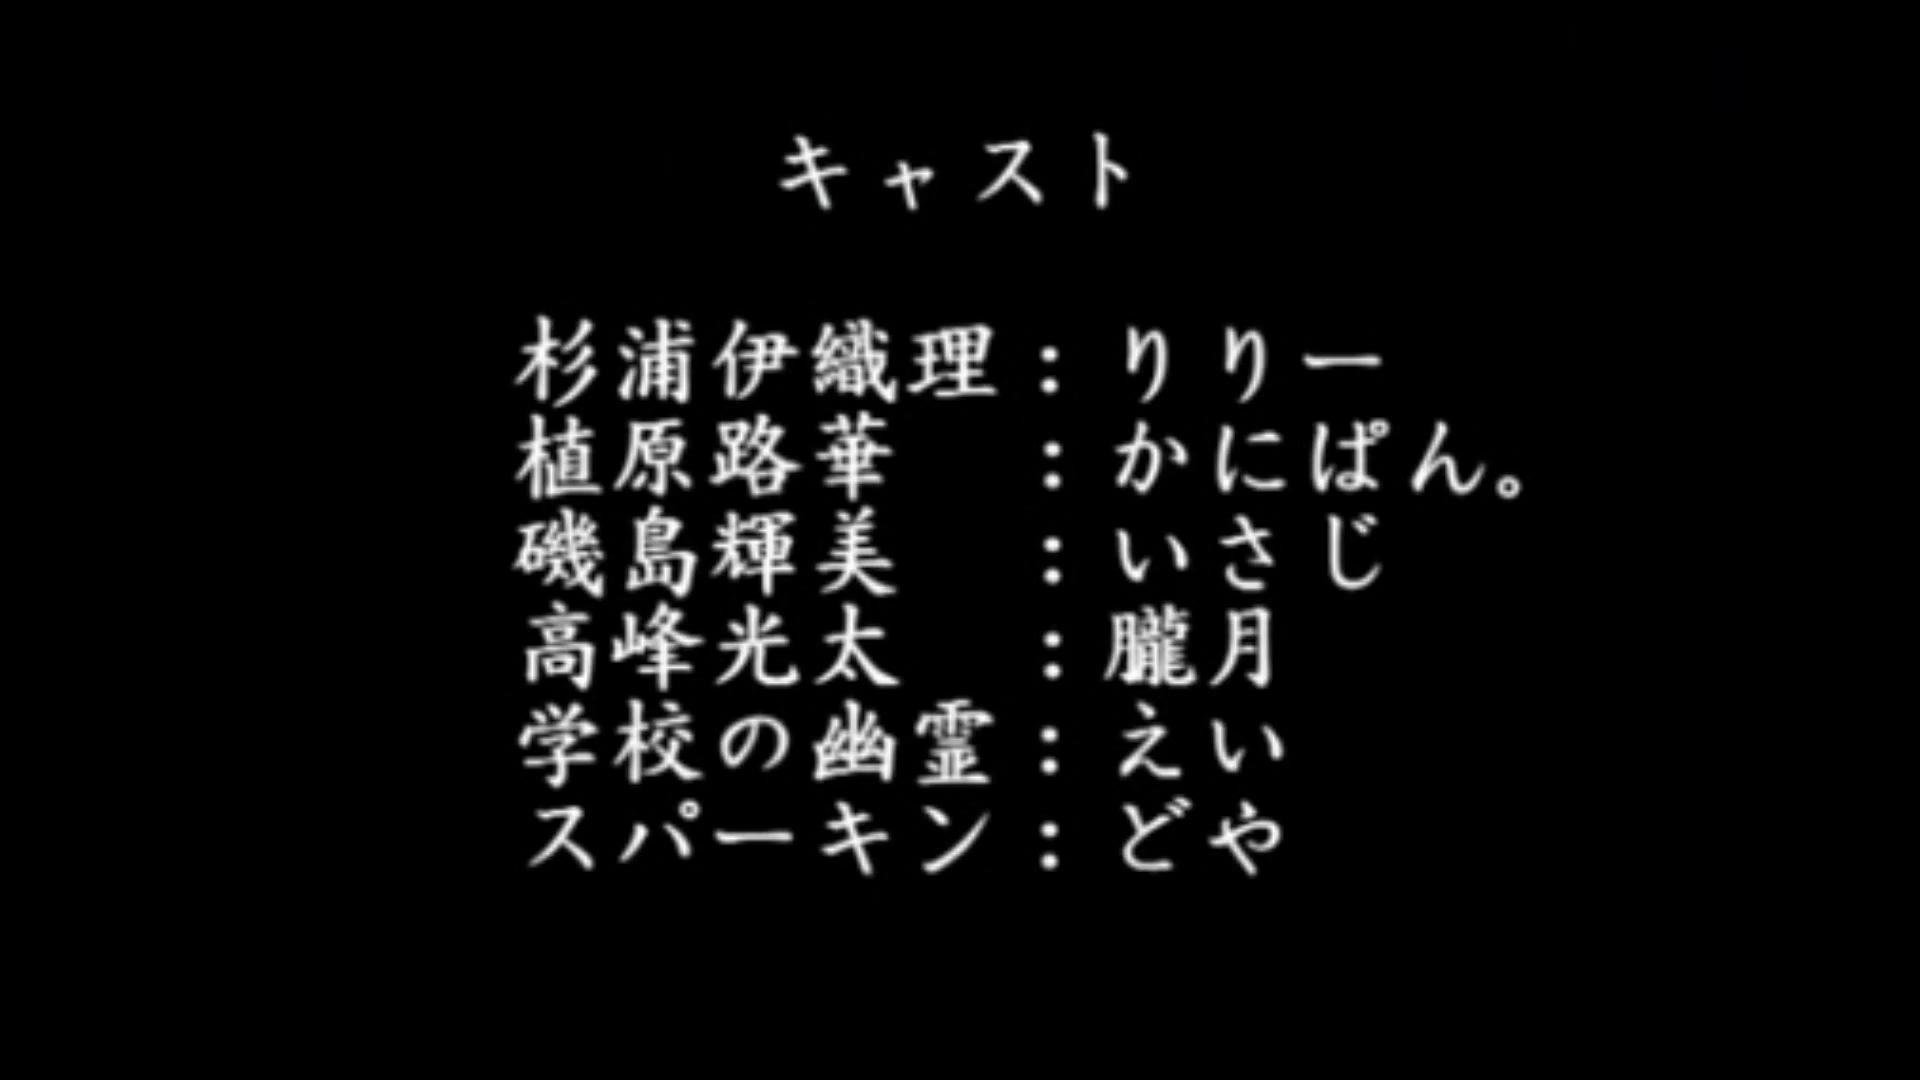 キャスト
杉浦伊織理：りりー
植原路華　：かにぱん。
磯島輝美　：いさじ
高峰光太　：朧月
学校の幽霊：えい
スパーキン：どや